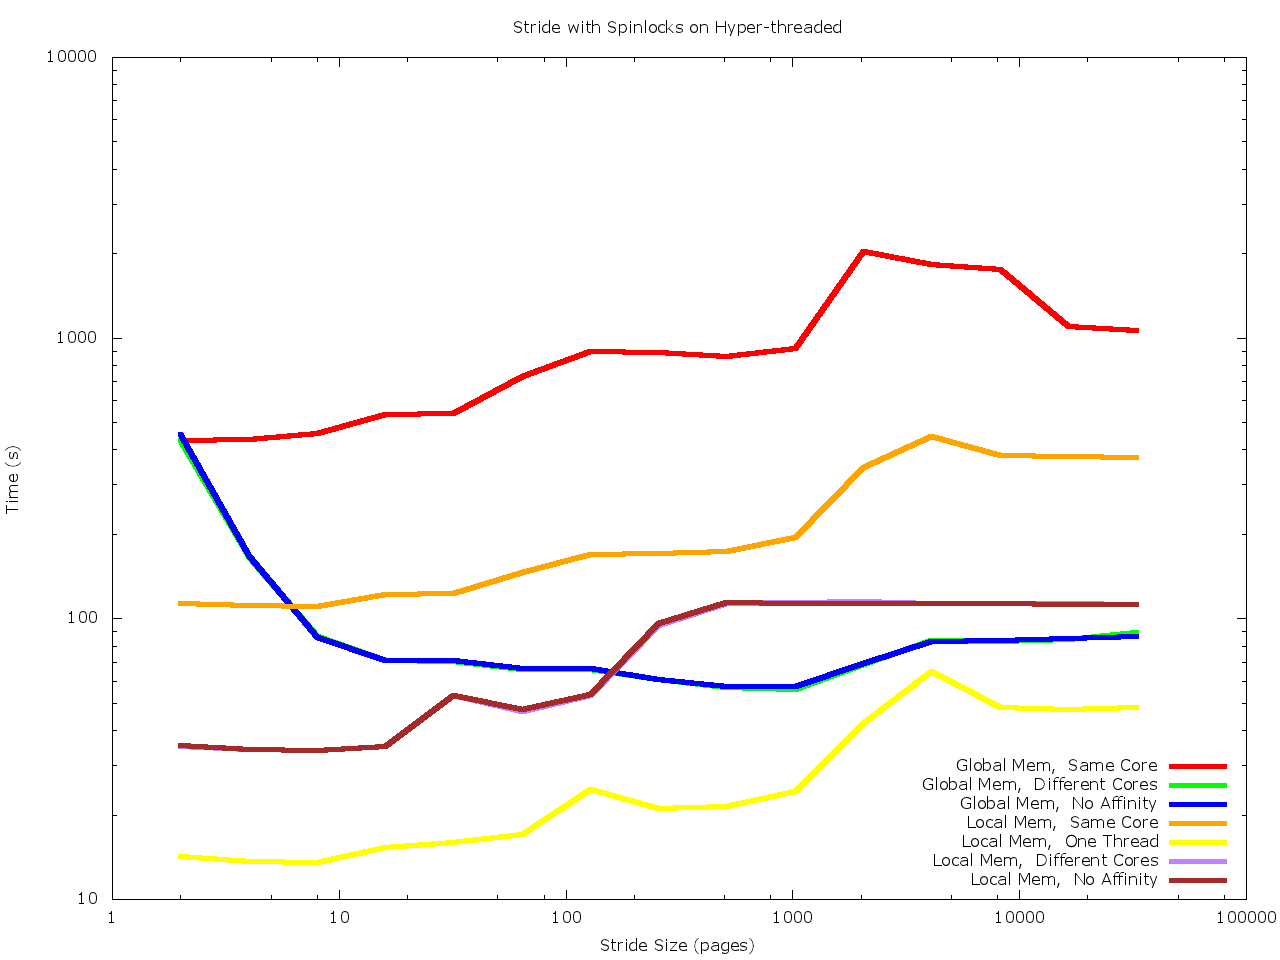 Stride with Spinlocks on Hyper-threaded
10000
1000
100
10
Time (s)
1 10 100 1000 10000 100000
Stride Size (pages)
Global Mem, Same Core
Global Mem, Different Cores
Global Mem, No Affinity
Local Mem, Same Core
Local Mem, One Thread
Local Mem, Different Cores
Local Mem, No Affinity